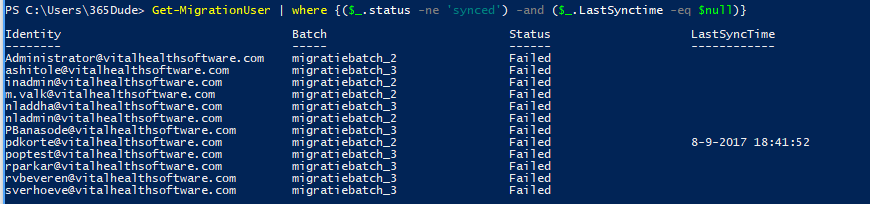 PS C:\Users\365Dude> Get-MigrationUser | where {($_.status -ne 'synced') -and ($_.LastSynctime -eq $null)}
Identity Batch Status LastSyncTime
-------- ----- ------ ------------
Administrator@vitalhealthsoftware.com migratiebatch_2 Failed
ashitole@vitalhealthsoftware.com migratiebatch_3 Failed
inadmin@vitalhealthsoftware.com migratiebatch_2 Failed
m.valk@vitalhealthsoftware.com migratiebatch_2 Failed
nladdha@vitalhealthsoftware.com migratiebatch_3 Failed
nladmin@vitalhealthsoftware.com migratiebatch_2 Failed
PBanasode@vitalhealthsoftware.com migratiebatch_3 Failed
pdkorte@vitalhealthsoftware.com migratiebatch_2 Failed 8-9-2017 18:41:52
poptest@vitalhealthsoftware.com migratiebatch_3 Failed
rparkar@vitalhealthsoftware.com migratiebatch_3 Failed
rvbeveren@vitalhealthsoftware.com migratiebatch_3 Failed
sverhoeve@vitalhealthsoftware.com migratiebatch_3 Failed